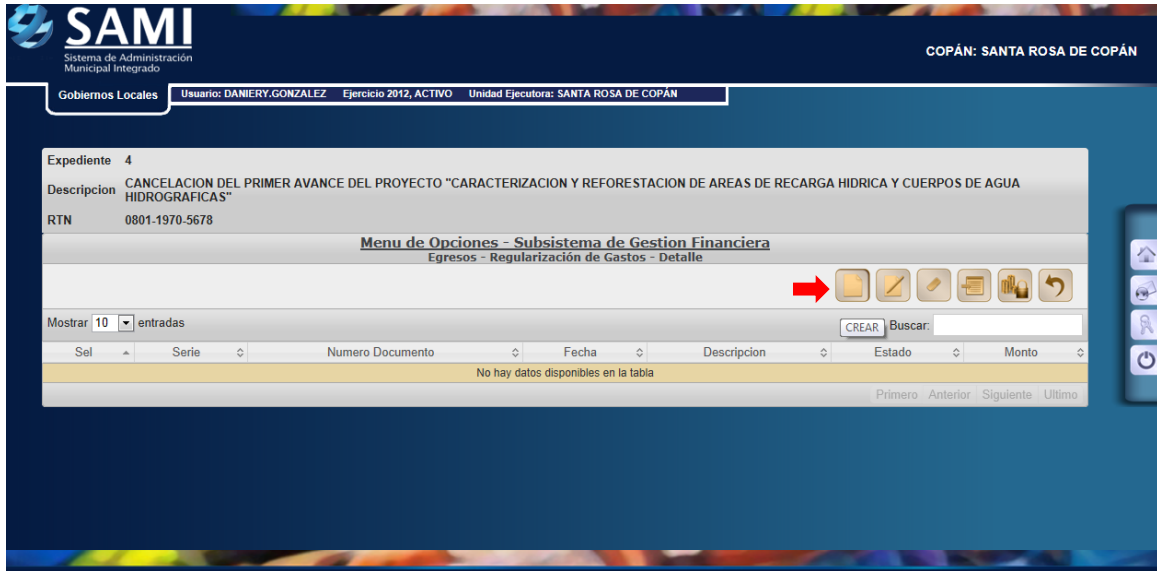 SAMI
Sistema de Administración
Municipal Integrado
COPÁN: SANTA ROSA DE COPÁN
Gobiernos Locales
Usuario: DANIERY.GONZALEZ Ejercicio 2012, ACTIVO Unidad Ejecutora: SANTA ROSA DE COPÁN
Expediente 4
Descripcion CANCELACION DEL PRIMER AVANCE DEL PROYECTO "CARACTERIZACION Y REFORESTACION DE AREAS DE RECARGA HIDRICA Y CUERPOS DE AGUA
HIDROGRAFICAS"
RTN 0801-1970-5678
Menu de Opciones - Subsistema de Gestion Financiera
Egresos - Regularización de Gastos - Detalle
Mostrar 10 entradas
CREAR Buscar:
Sel Serie Numero Documento Fecha Descripcion Estado Monto
No hay datos disponibles en la tabla
Primero Anterior Siguiente Ultimo